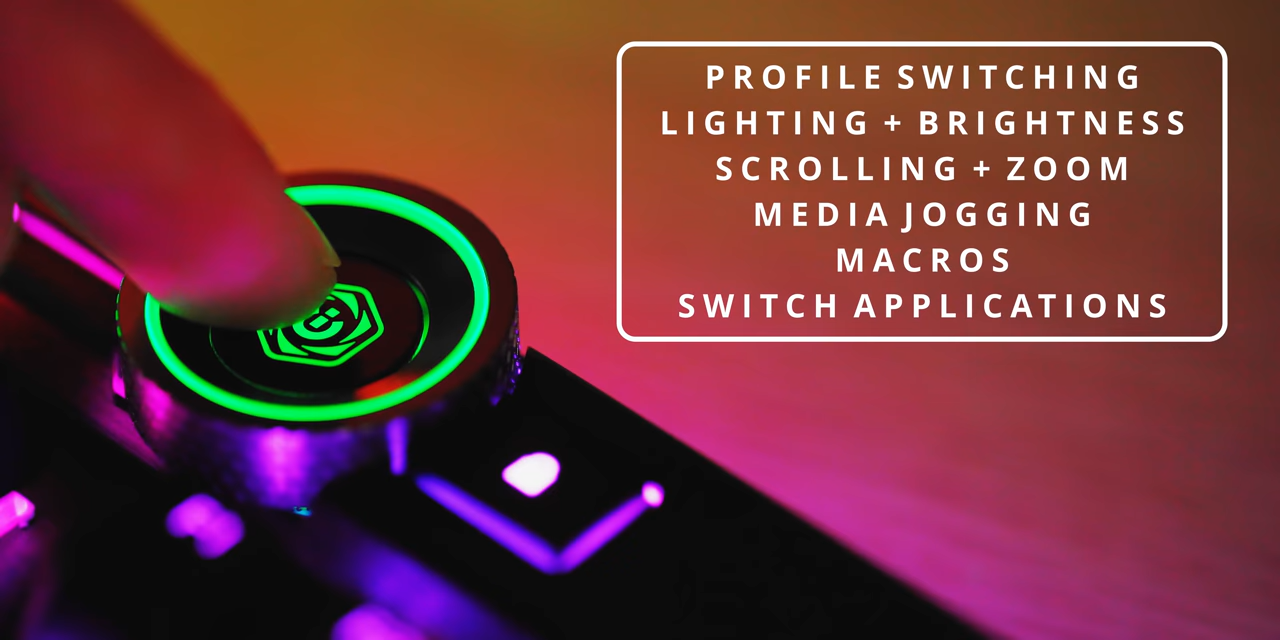 PROFILE SWITCHING
LIGHTING + BRIGHTNESS
SCROLLING + ZOOM
MEDIA JOGGING
MACROS
SWITCH APPLICATIONS